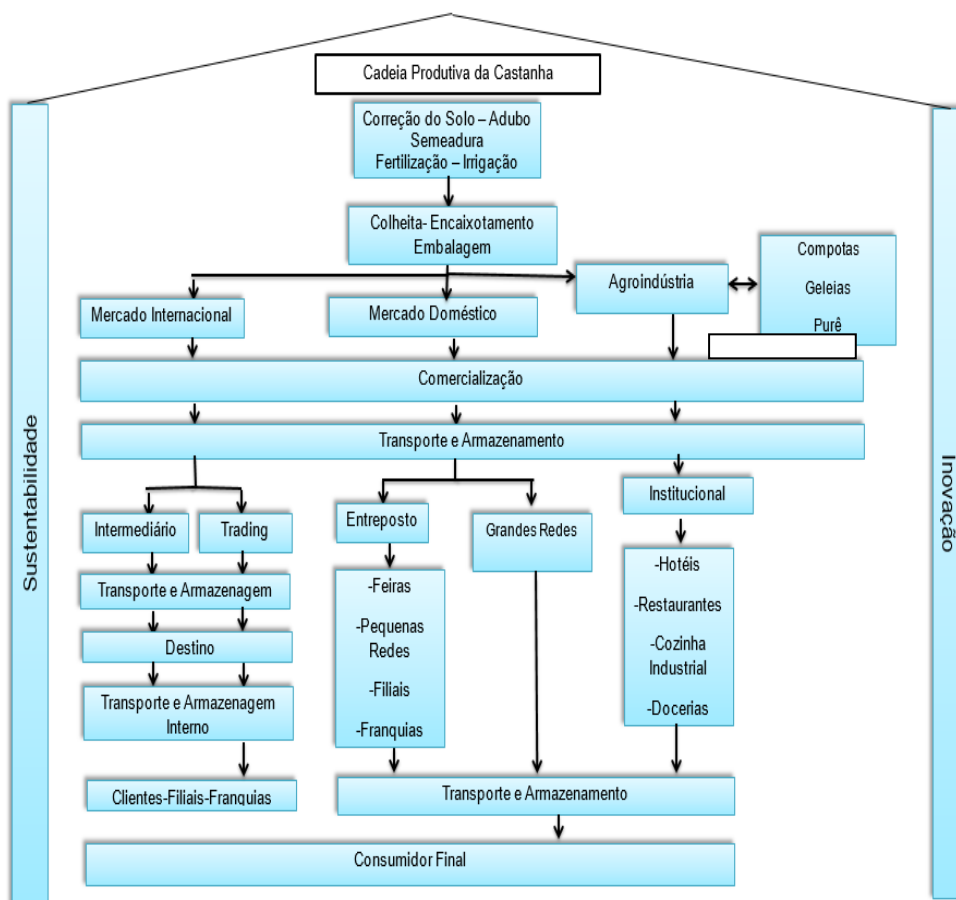 Cadeia Produtiva da Castanha
Correção do Solo – Adubo
Semeadura
Fertilização – Irrigação
Colheita- Encaixotamento
Embalagem
Agroindústria
Compotas
Geleias
Purê
Mercado Internacional
Mercado Doméstico
Comercialização
Transporte e Armazenamento
Sustentabilidade
Inovação
Intermediário
Trading
Entreposto
Grandes Redes
Institucional
Transporte e Armazenagem
Destino
Transporte e Armazenagem
Interno
Clientes-Filiais-Franquias
-Feiras
-Pequenas
Redes
-Filiais
-Franquias
-Hotéis
-Restaurantes
-Cozinha
Industrial
-Docerias
Transporte e Armazenamento
Consumidor Final